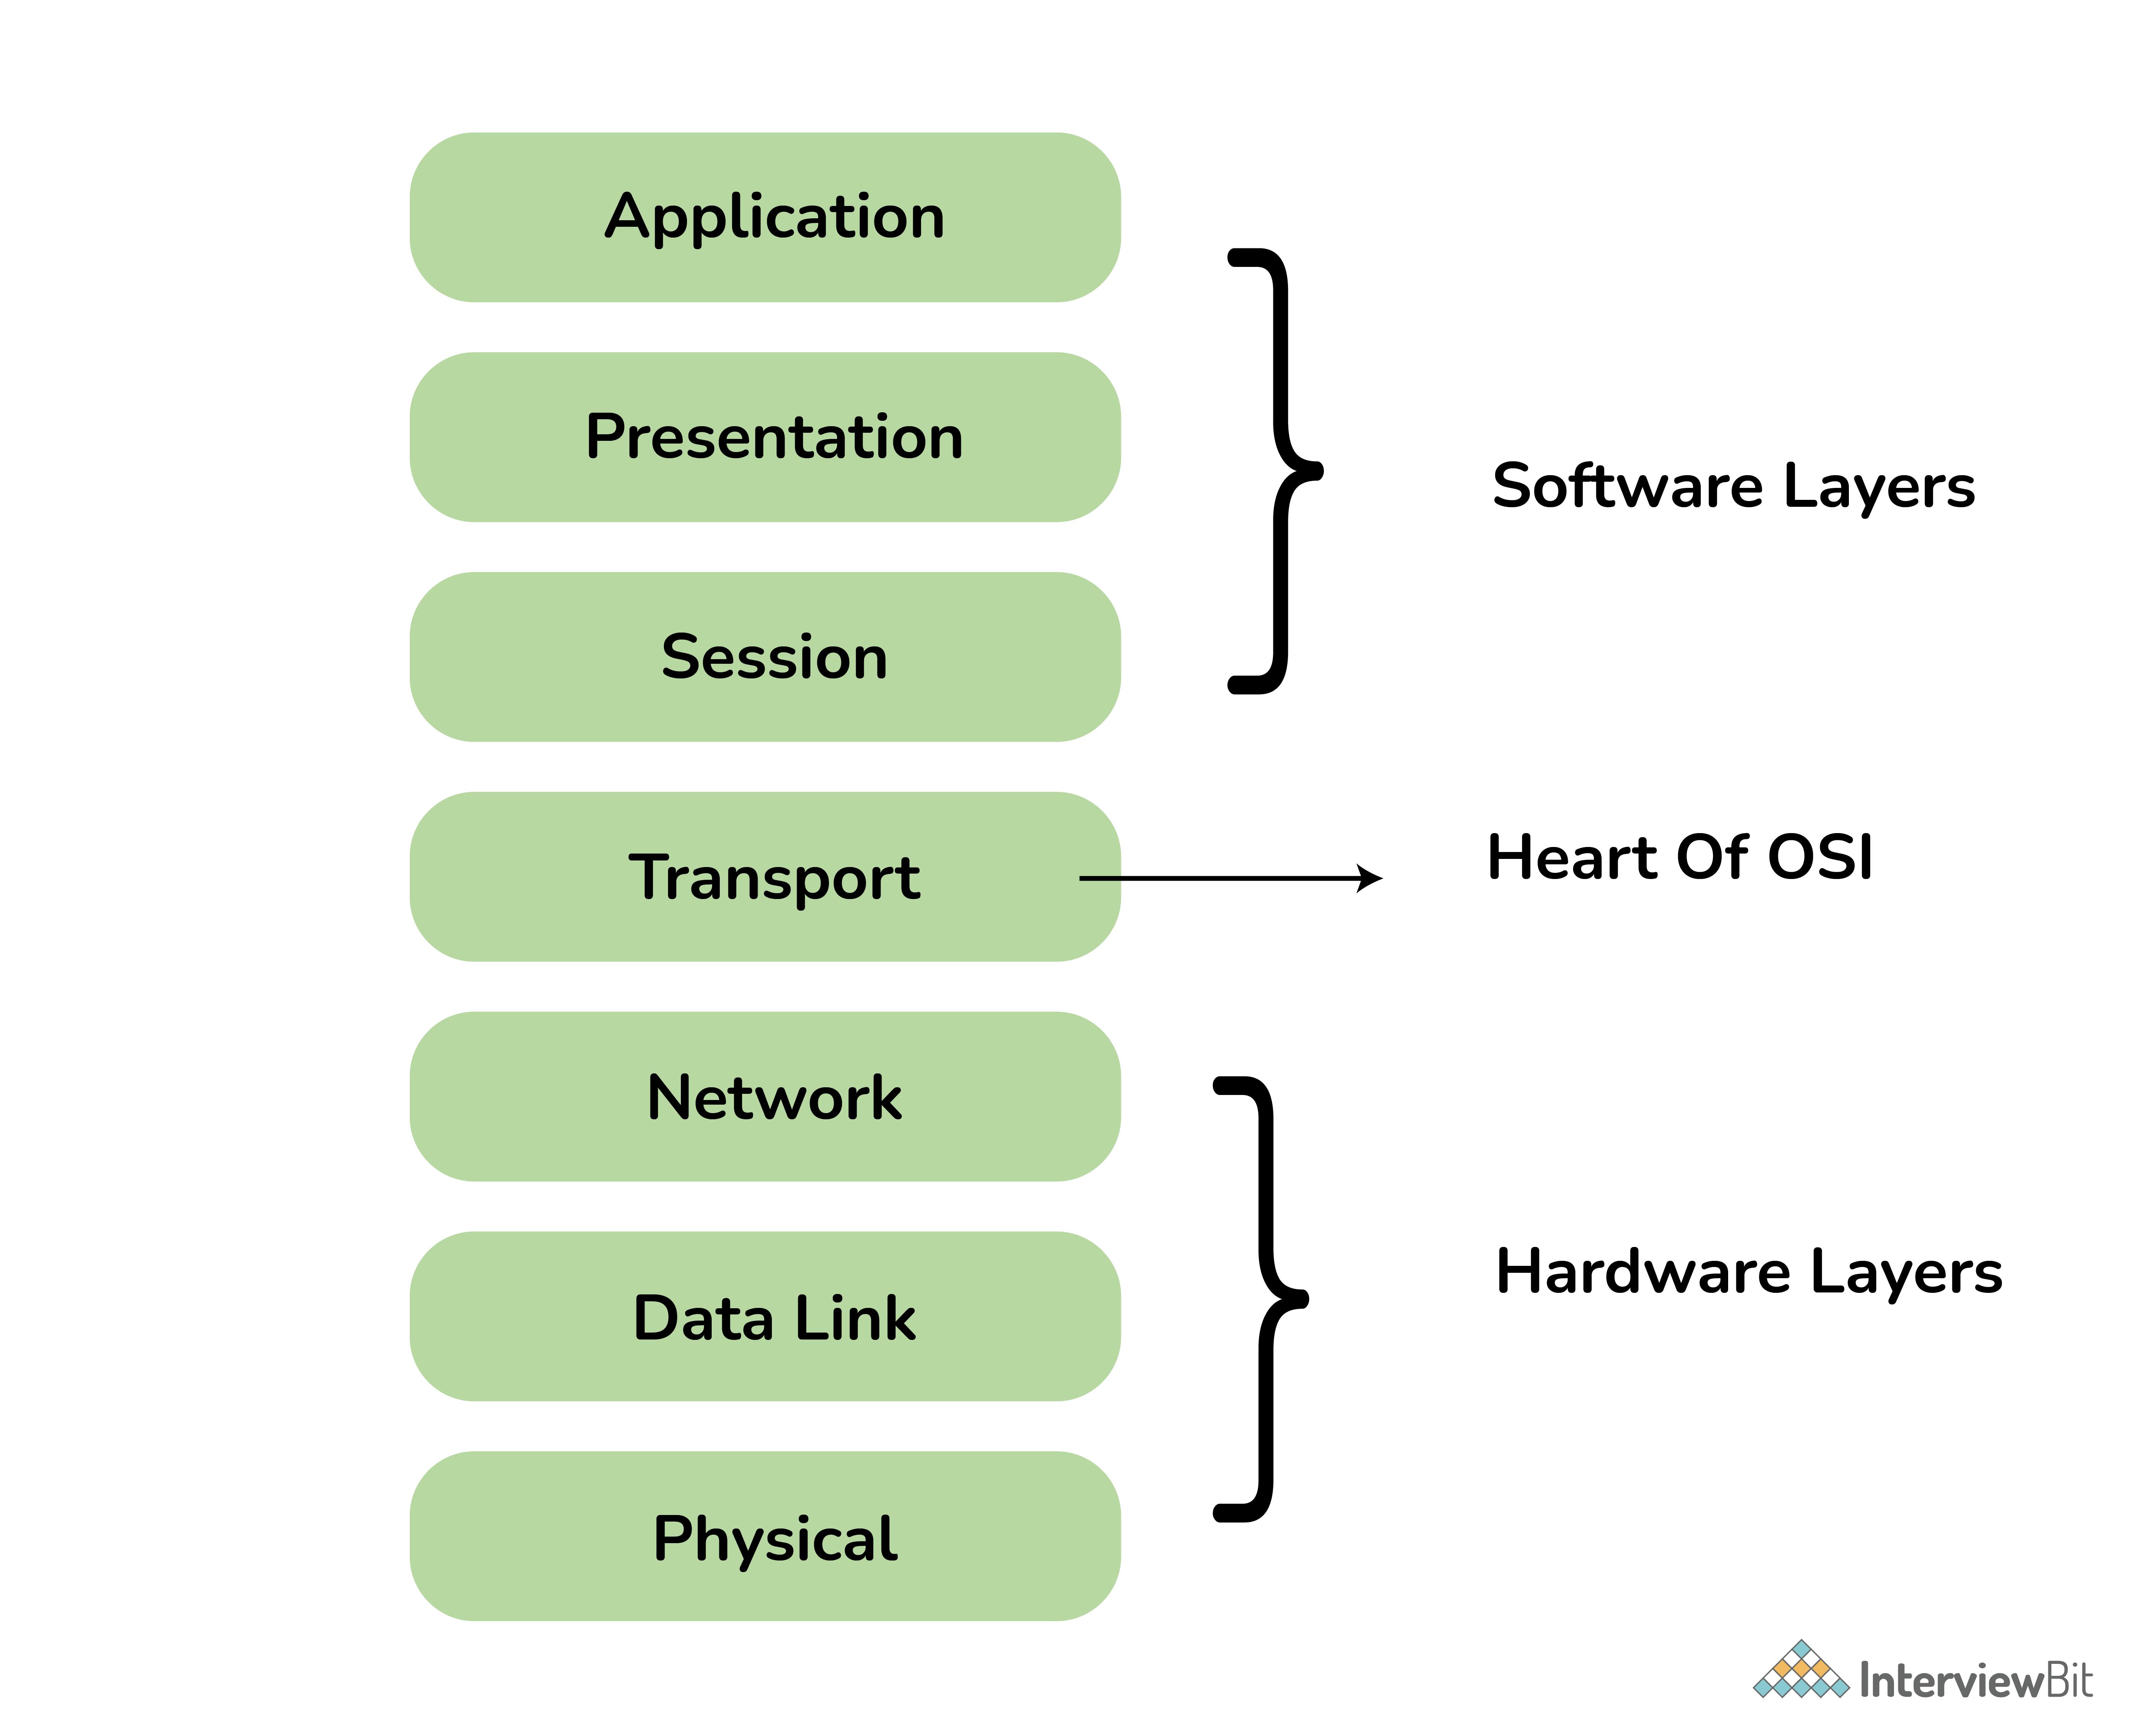 Application
Presentation
Session
Software Layers
Transport
Heart Of OSI
Network
Data Link
Physical
Hardware Layers
InterviewBit